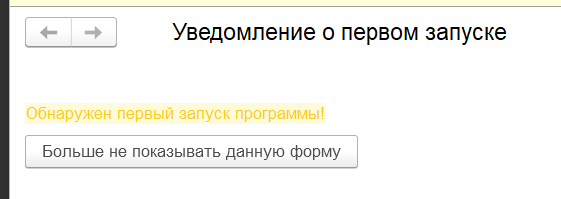 Уведомление о первом запуске
Обнаружен первый запуск программы!
Больше не показывать данную форму